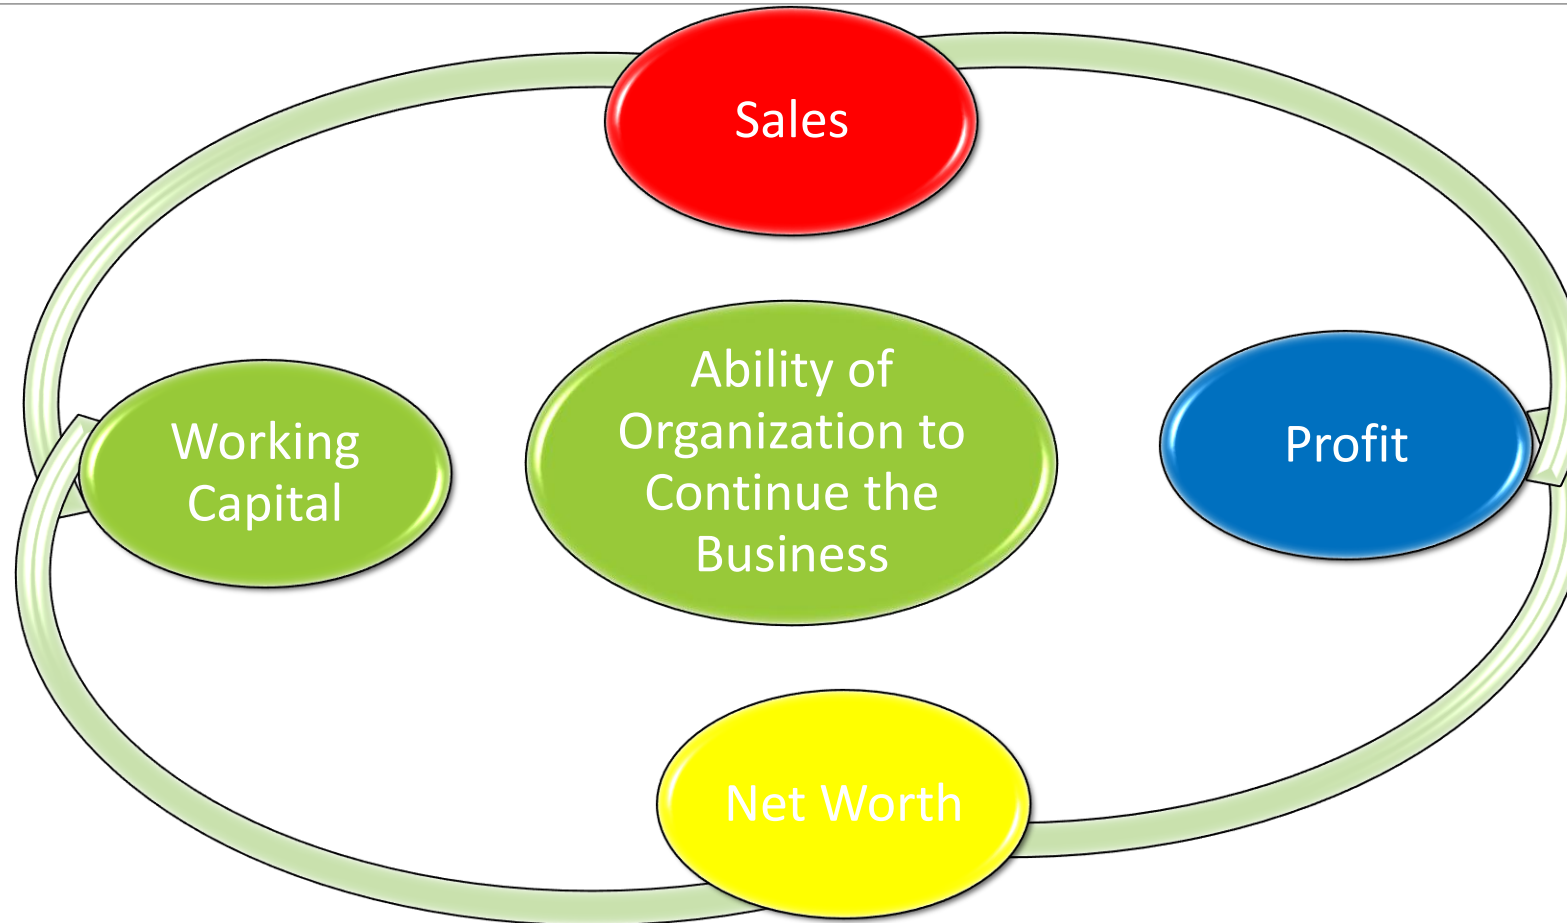 Sales
Ability of
Organization to
Continue the
Business
Working
Capital
Profit
Net Worth